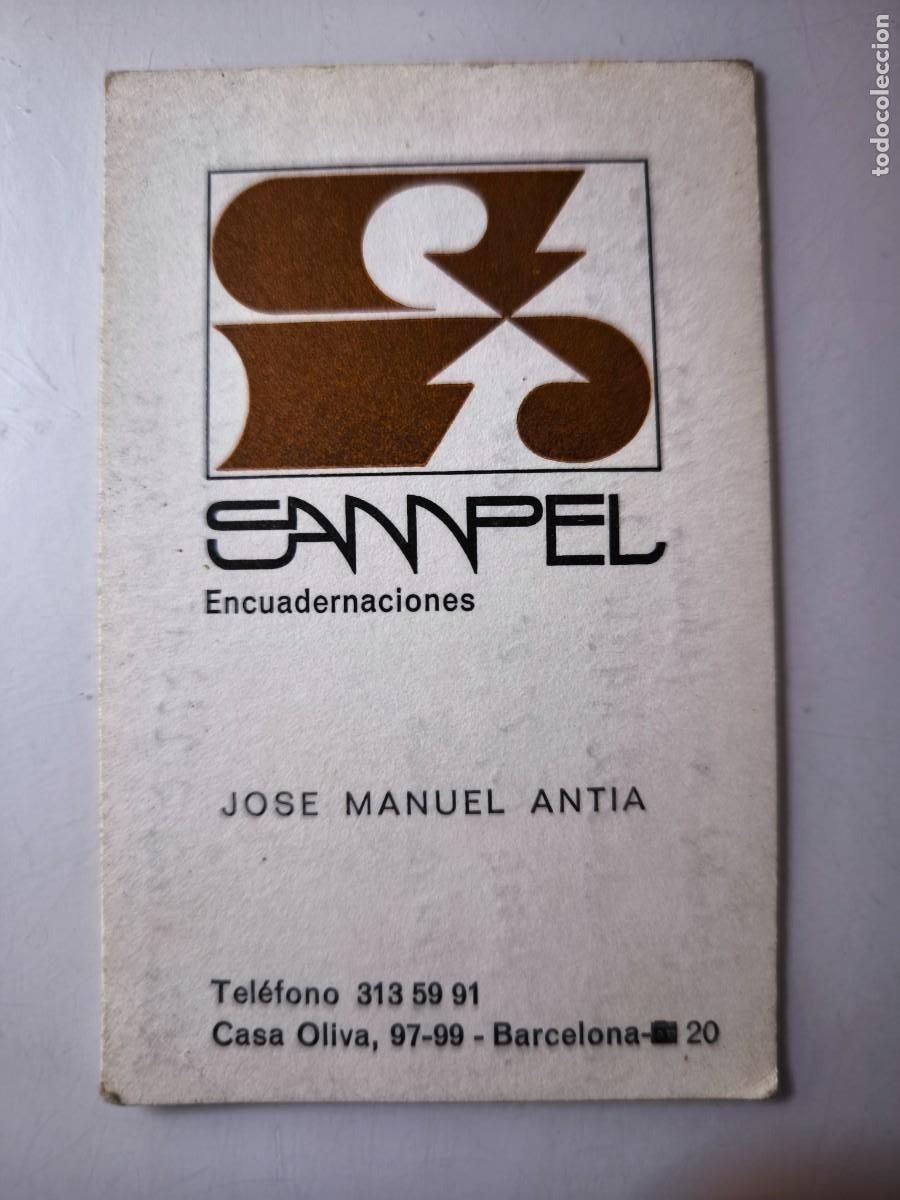 SAMPEL
Encuadernaciones
JOSE MANUEL ANTIA
Teléfono 313 59 91
Casa Oliva, 97-99 - Barcelona- 20
todocoleccion